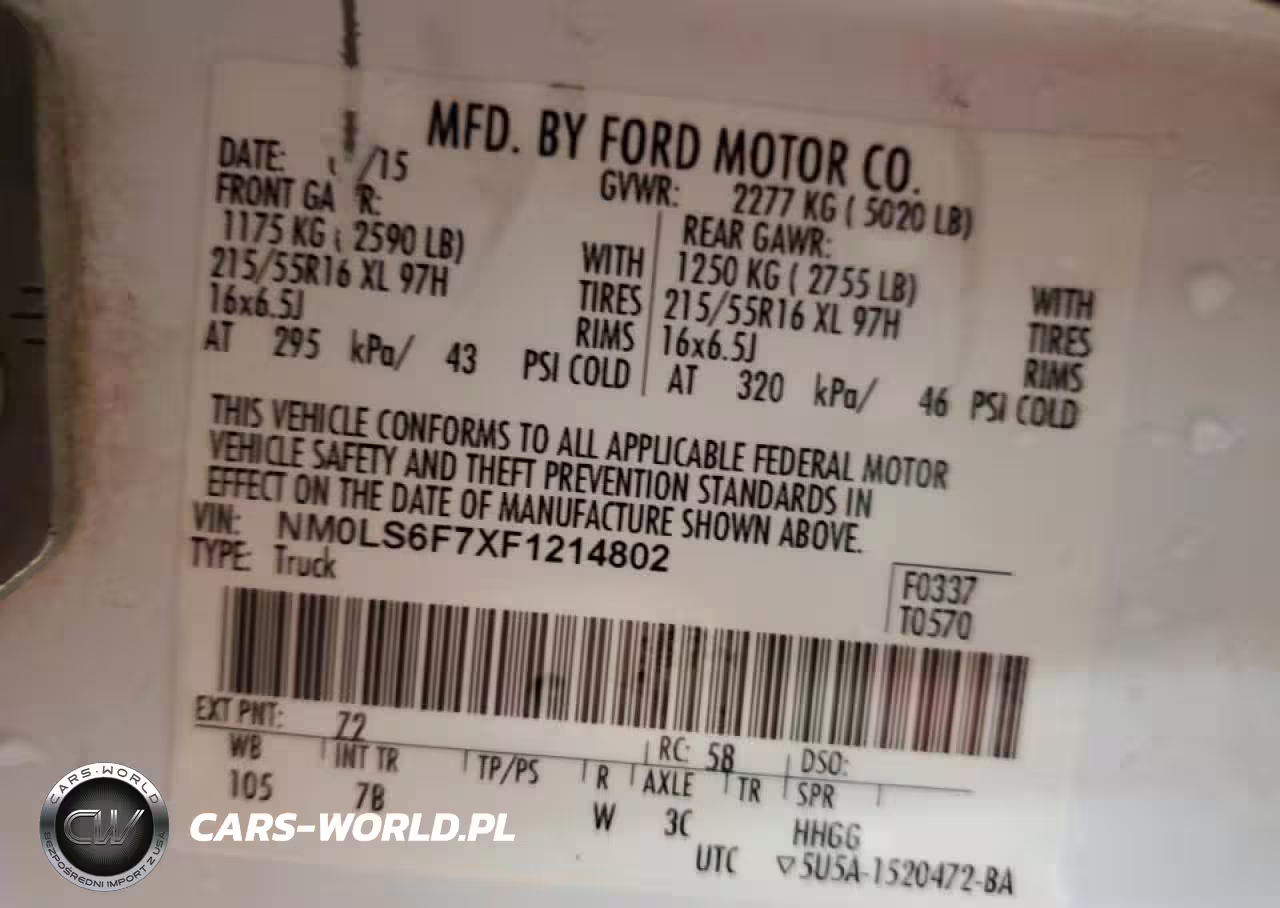 MFD. BY FORD MOTOR CO.
DATE: /15
GVWR: 2277 KG ( 5020 LB)
FRONT GA R:
1175 KG ( 2590 LB)
WITH
215/55R16 XL 97H
TIRES
16x6.5J
RIMS
AT 295 kPa/ 43 PSI COLD
REAR GAWR:
1250 KG ( 2755 LB)
WITH
215/55R16 XL 97H
TIRES
16x6.5J
RIMS
AT 320 kPa/ 46 PSI COLD
THIS VEHICLE CONFORMS TO ALL APPLICABLE FEDERAL MOTOR
VEHICLE SAFETY AND THEFT PREVENTION STANDARDS IN
EFFECT ON THE DATE OF MANUFACTURE SHOWN ABOVE.
VIN: NM0LS6F7XF1214802
TYPE: Truck
F0337
T0570
EXT PNT: Z2
RC: 58
DSO:
WB INT TR TP/PS R AXLE TR SPR
105 7B W 3C HHGG
UTC ▽5U5A-1520472-BA
CARS-WORLD
CW
BEZPOŚREDNI IMPORT Z USA
CARS-WORLD.PL